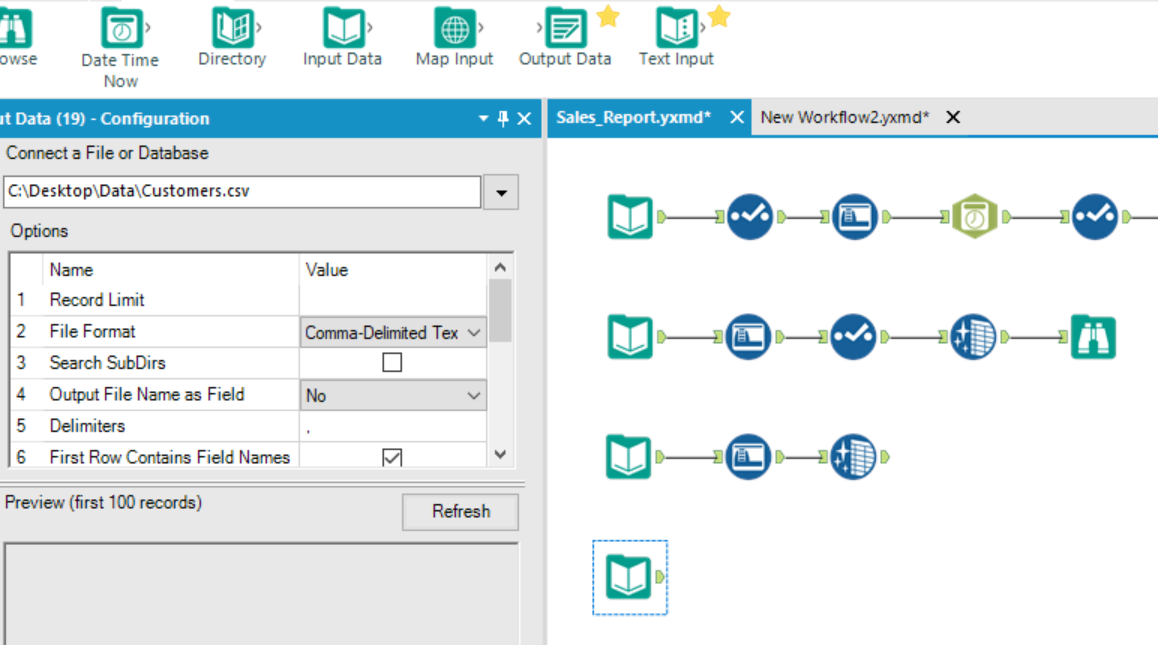 owse
Date Time
Now
Directory
Input Data
Map Input
Output Data
Text Input
ut Data (19) - Configuration
Sales_Report.yxmd*
New Workflow2.yxmd*
Connect a File or Database
C:\Desktop\Data\Customers.csv
Options
Name Value
1 Record Limit
2 File Format Comma-Delimited Tex
3 Search SubDirs
4 Output File Name as Field No
5 Delimiters ,
6 First Row Contains Field Names
Preview (first 100 records)
Refresh